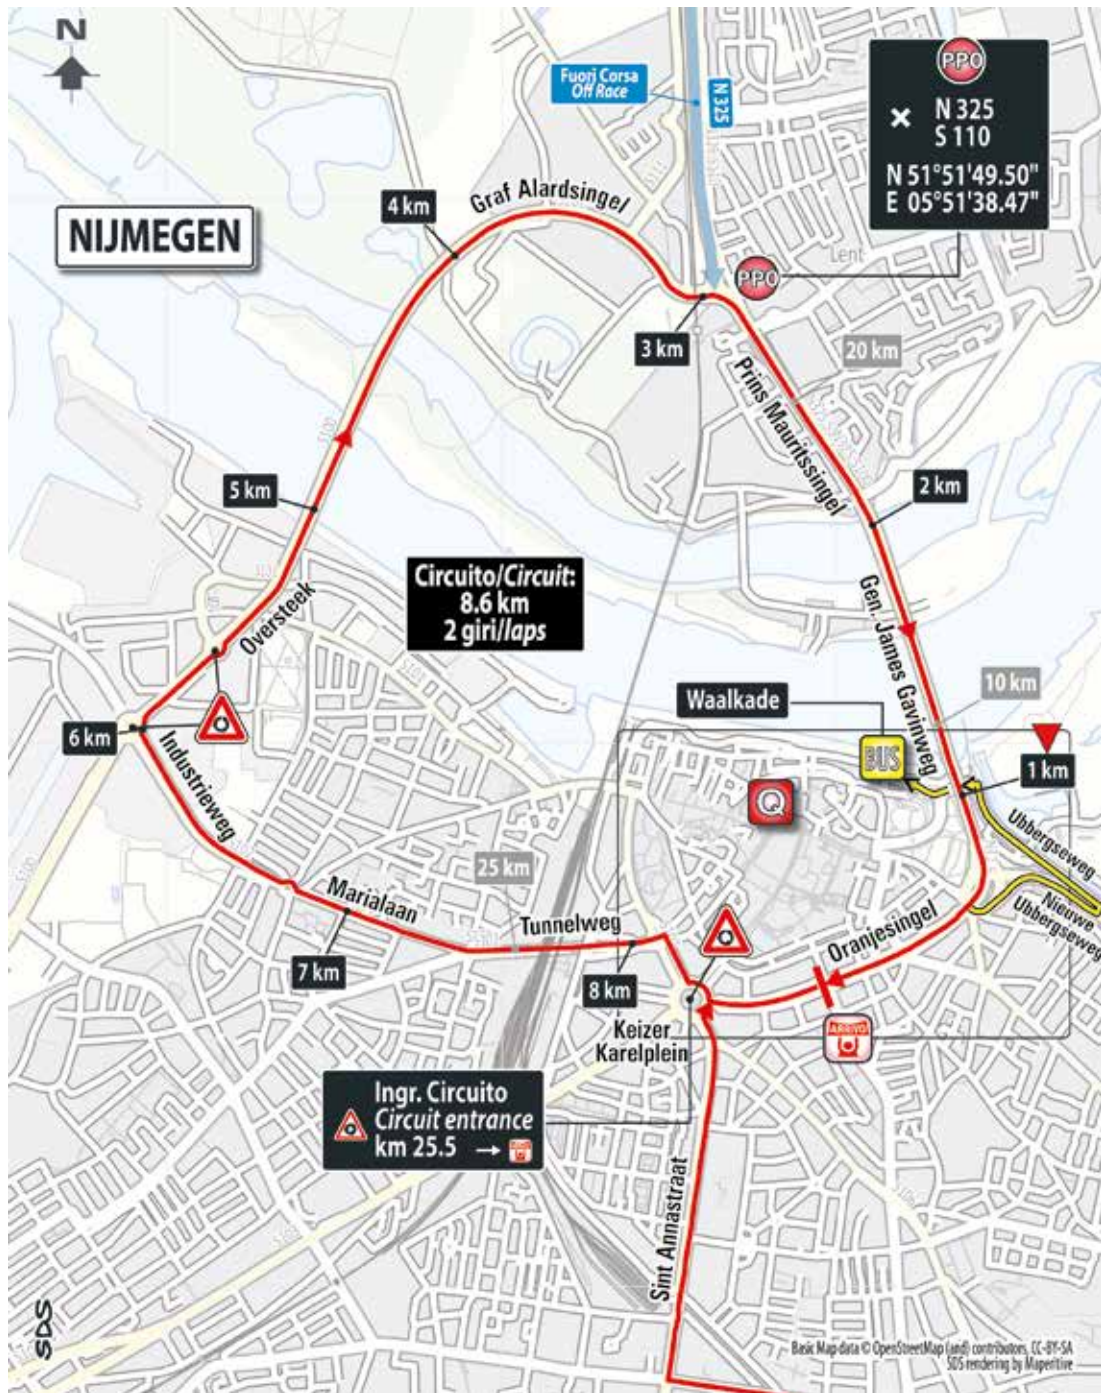 N
Fuori Corsa
Off Race
N 325
PPO
N 325
S 110
N 51°51'49.50"
E 05°51'38.47"
NIJMEGEN
4 km
Graf Alardsingel
PPO
Lent
3 km
20 km
Prins Mauritssingel
S100
5 km
2 km
Circuito/Circuit:
8.6 km
2 giri/laps
Oversteek
Gen. James Gavinweg
10 km
Waalkade
6 km
BUS
1 km
Industrieweg
Q
Ubbergseweg
S100
25 km
Marialaan
Tunnelweg
Oranjesingel
Nieuwe
Ubbergseweg
7 km
8 km
Keizer
Karelplein
ARRIVO
Ingr. Circuito
Circuit entrance
km 25.5
Sint Annastraat
SDS
Basic Map data © OpenStreetMap (and) contributors, CC-BY-SA
SDS rendering by Maperitive